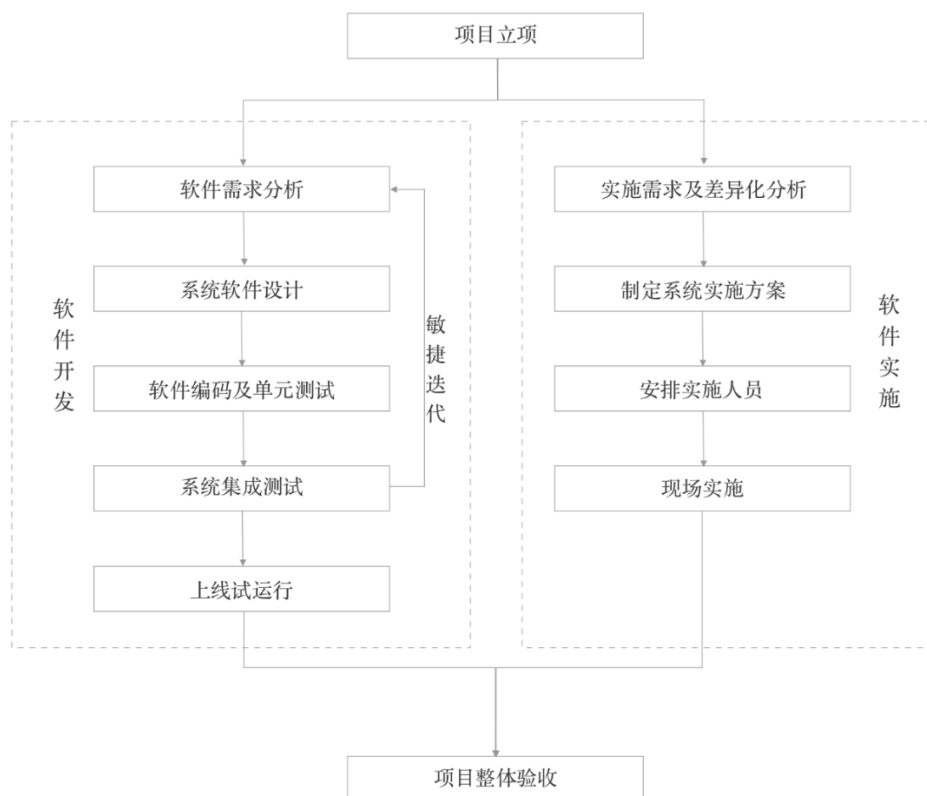 项目立项
软件开发
软件需求分析
系统软件设计
软件编码及单元测试
系统集成测试
上线试运行
敏捷迭代
实施需求及差异化分析
制定系统实施方案
安排实施人员
现场实施
软件实施
项目整体验收